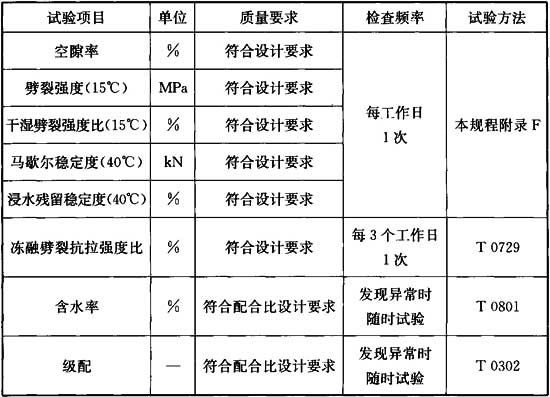 试验项目 单位 质量要求 检查频率 试验方法
空隙率 % 符合设计要求
劈裂强度(15℃) MPa 符合设计要求
干湿劈裂强度比(15℃) % 符合设计要求
马歇尔稳定度(40℃) kN 符合设计要求
浸水残留稳定度(40℃) % 符合设计要求
每工作日
1次
本规程附录F
冻融劈裂抗拉强度比 % 符合设计要求
每3个工作日
1次
T 0729
含水率 % 符合配合比设计要求
发现异常时
随时试验
T 0801
级配 — 符合配合比设计要求
发现异常时
随时试验
T 0302